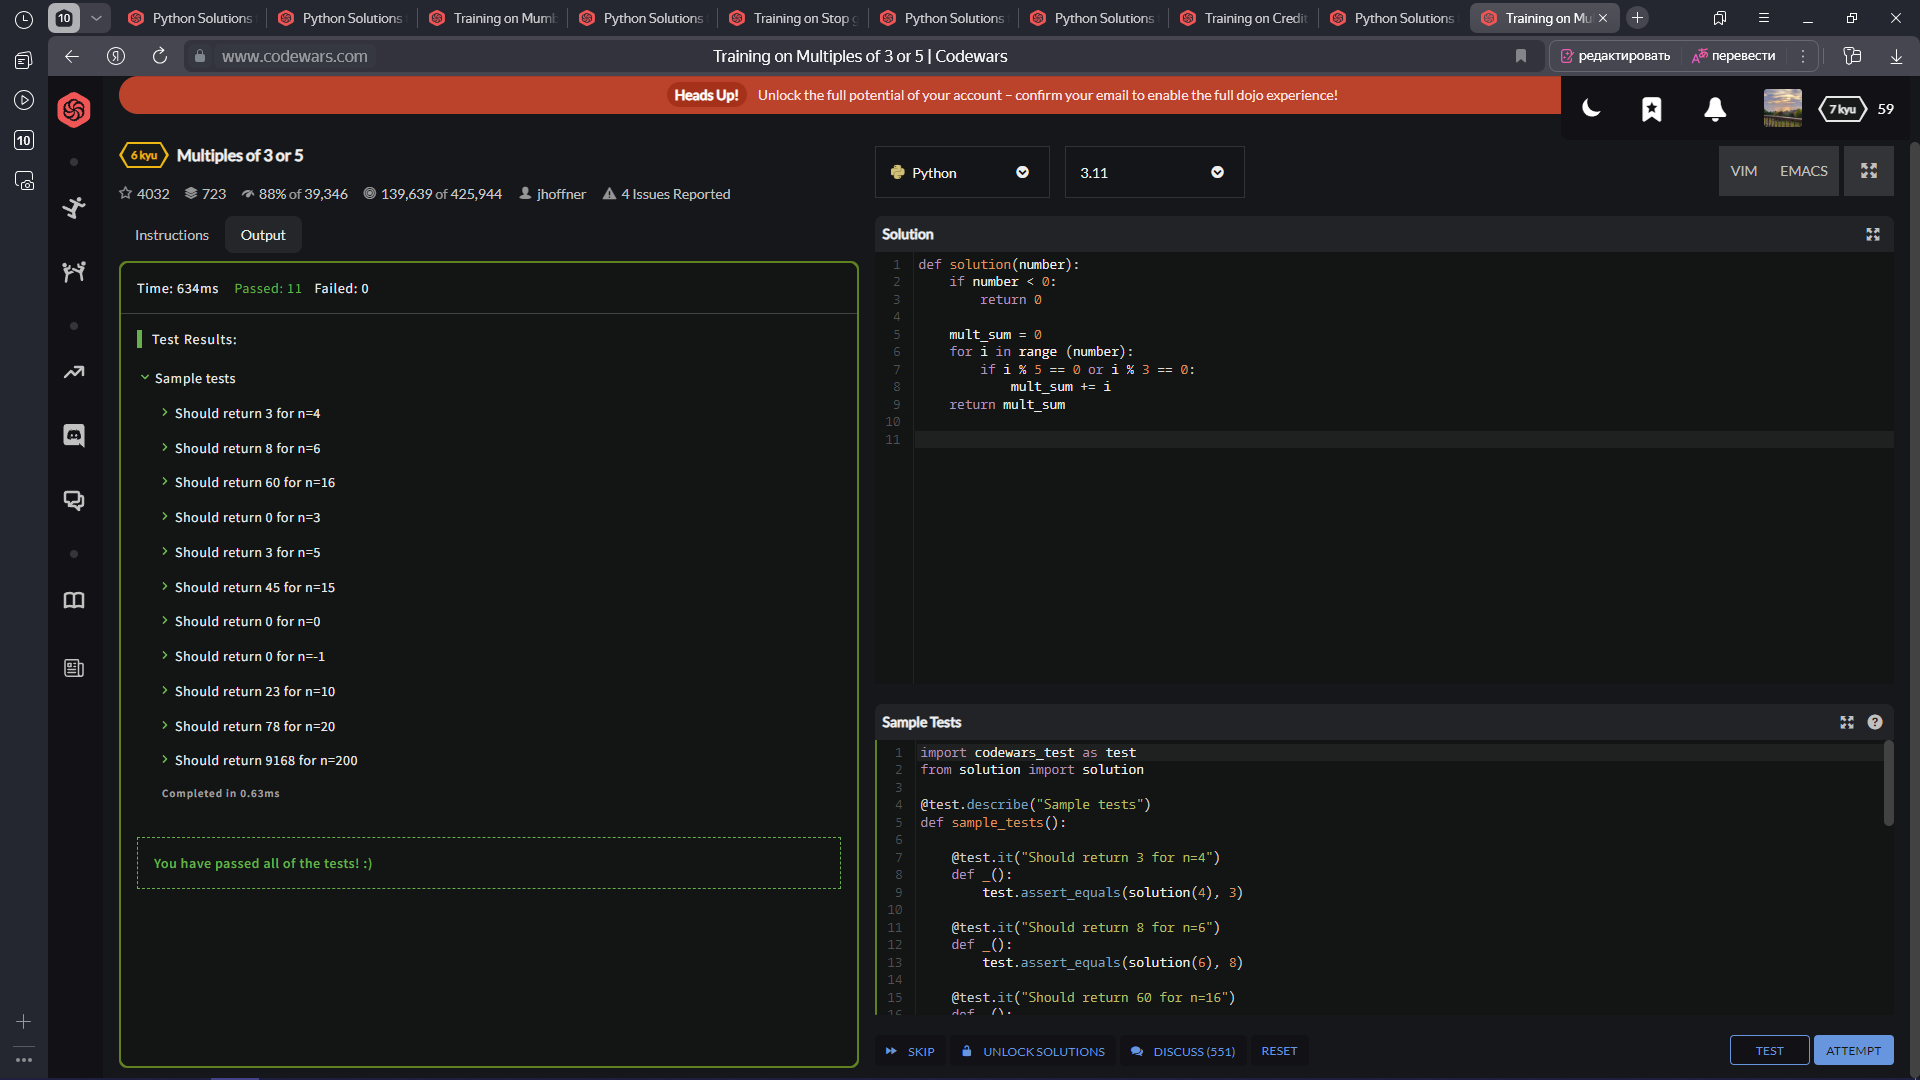 10
Python Solutions
Python Solutions
Training on Mumb
Python Solutions
Training on Stop g
Python Solutions
Python Solutions
Training on Credit
Python Solutions
Training on Mu
www.codewars.com
Training on Multiples of 3 or 5 | Codewars
редактировать
перевести
10
Heads Up! Unlock the full potential of your account – confirm your email to enable the full dojo experience!
7 kyu 59
6 kyu Multiples of 3 or 5
4032 723 88% of 39,346 139,639 of 425,944 jhoffner 4 Issues Reported
Instructions Output
Time: 634ms Passed: 11 Failed: 0
Test Results:
Sample tests
Should return 3 for n=4
Should return 8 for n=6
Should return 60 for n=16
Should return 0 for n=3
Should return 3 for n=5
Should return 45 for n=15
Should return 0 for n=0
Should return 0 for n=-1
Should return 23 for n=10
Should return 78 for n=20
Should return 9168 for n=200
Completed in 0.63ms
You have passed all of the tests! :)
Python 3.11 VIM EMACS
Solution
1 def solution(number):
2     if number < 0:
3         return 0
4
5     mult_sum = 0
6     for i in range (number):
7         if i % 5 == 0 or i % 3 == 0:
8             mult_sum += i
9     return mult_sum
10
11
Sample Tests
1 import codewars_test as test
2 from solution import solution
3
4 @test.describe("Sample tests")
5 def sample_tests():
6
7     @test.it("Should return 3 for n=4")
8     def _():
9         test.assert_equals(solution(4), 3)
10
11     @test.it("Should return 8 for n=6")
12     def _():
13         test.assert_equals(solution(6), 8)
14
15     @test.it("Should return 60 for n=16")
16     def _():
SKIP UNLOCK SOLUTIONS DISCUSS (551) RESET TEST ATTEMPT